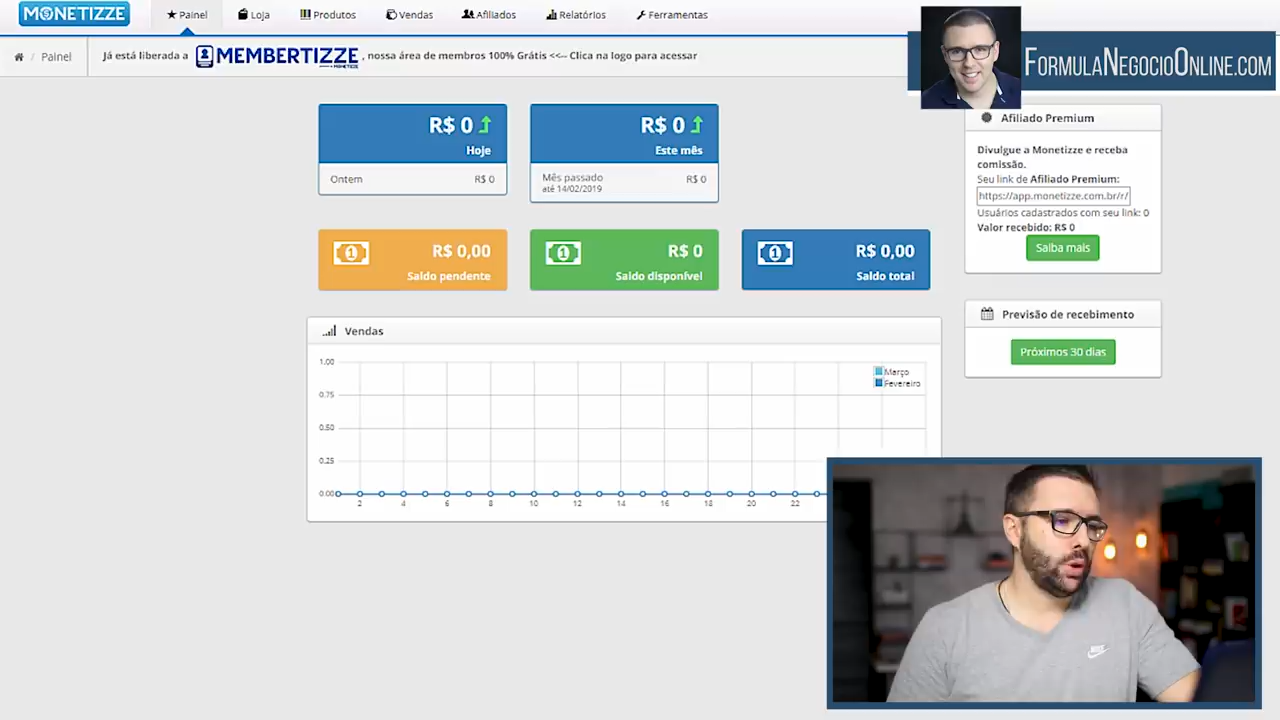 MONETIZZE
Painel
Loja
Produtos
Vendas
Afiliados
Relatórios
Ferramentas
/ Painel
Já está liberada a MEMBERTIZZE , nossa área de membros 100% Grátis <<-- Clica na logo para acessar
FORMULANEGOCIOONLINE.COM
R$ 0
Hoje
Ontem R$ 0
R$ 0
Este mês
Mês passado R$ 0
até 14/02/2019
Afiliado Premium
Divulgue a Monetizze e receba
comissão.
Seu link de Afiliado Premium:
https://app.monetizze.com.br/r/
Usuários cadastrados com seu link: 0
Valor recebido: R$ 0
Saiba mais
1
R$ 0,00
Saldo pendente
1
R$ 0
Saldo disponível
1
R$ 0,00
Saldo total
Previsão de recebimento
Próximos 30 dias
Vendas
1.00
0.75
0.50
0.25
0.00
Março
Fevereiro
2 4 6 8 10 12 14 16 18 20 22